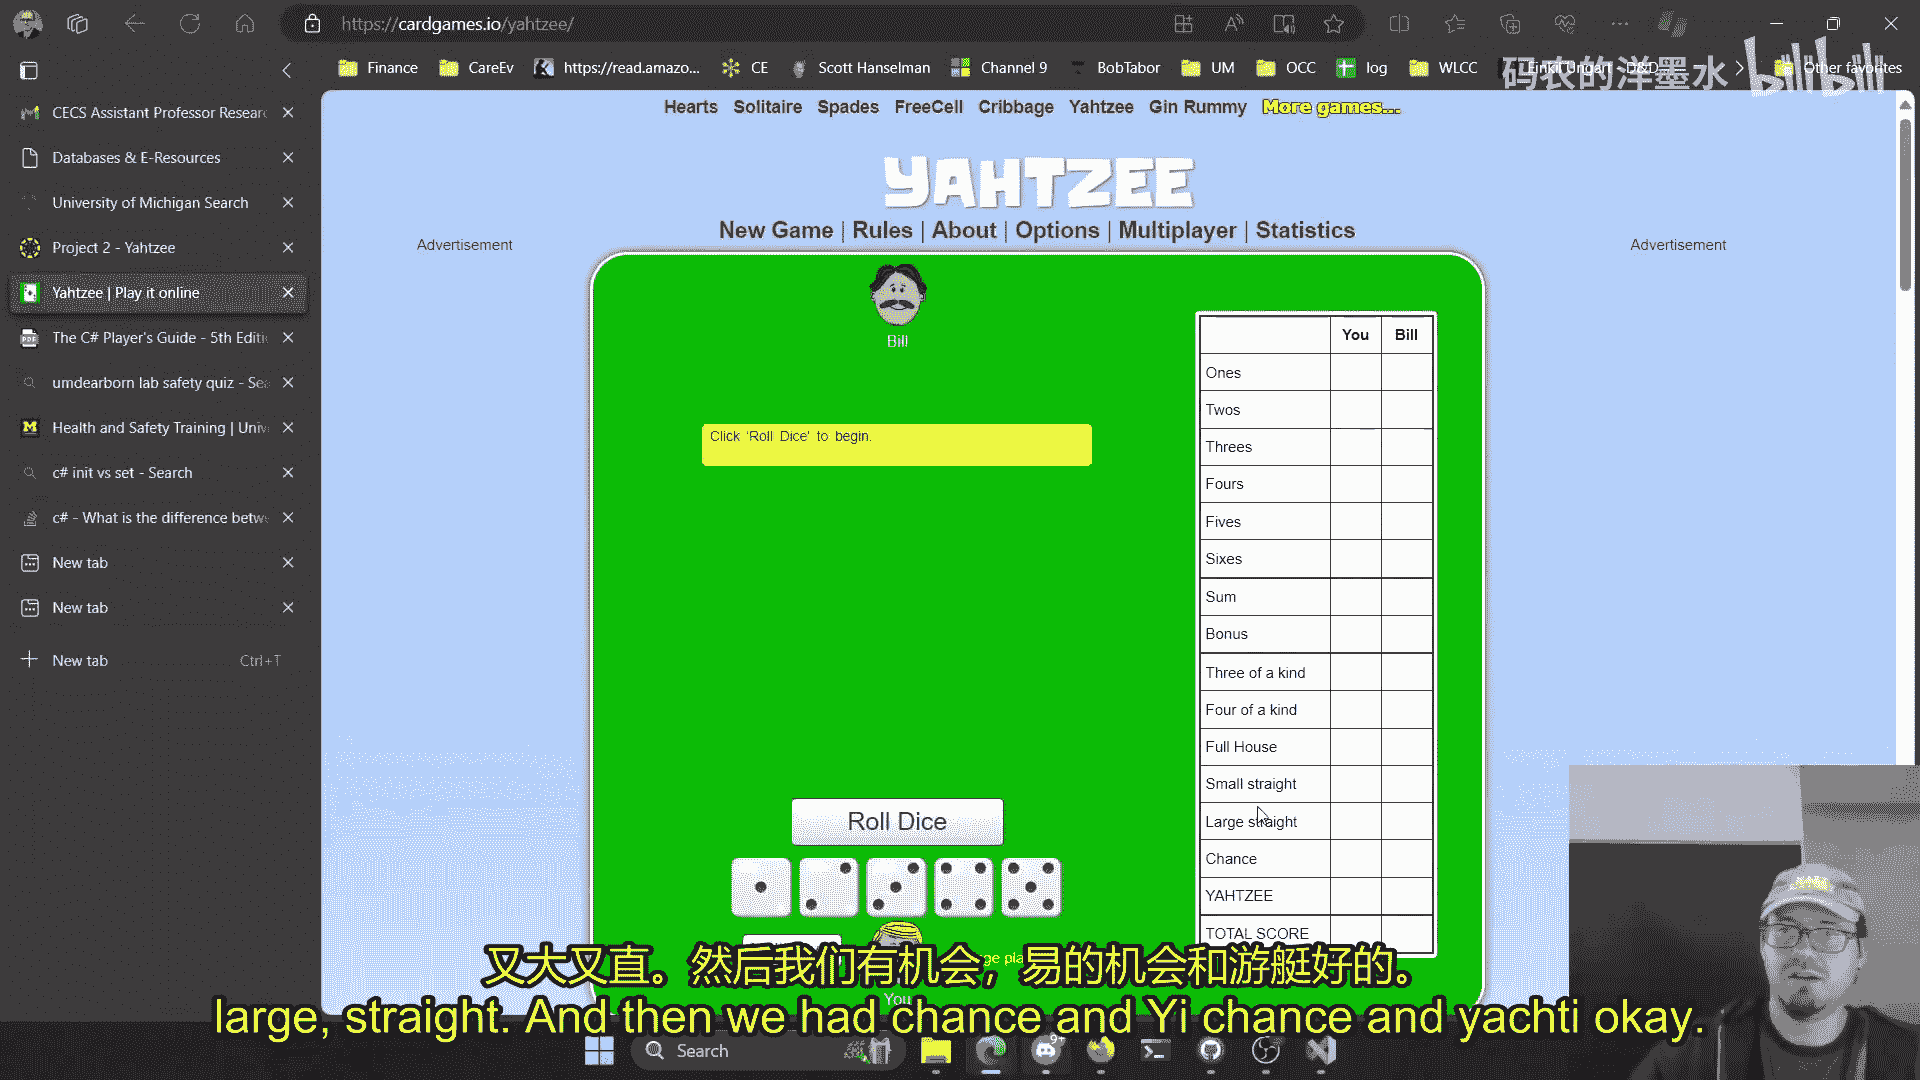 https://cardgames.io/yahtzee/
Finance
CareEv
https://read.amazo...
CE
Scott Hanselman
Channel 9
BobTabor
UM
OCC
log
WLCC
Other favorites
码农的洋墨水
bilibili
CECS Assistant Professor Researc
Databases & E-Resources
University of Michigan Search
Project 2 - Yahtzee
Yahtzee | Play it online
The C# Player's Guide - 5th Editi
umdearborn lab safety quiz - Sea
Health and Safety Training | Univ
c# init vs set - Search
c# - What is the difference betw
New tab
New tab
New tab Ctrl+T
Hearts Solitaire Spades FreeCell Cribbage Yahtzee Gin Rummy More games...
YAHTZEE
New Game | Rules | About | Options | Multiplayer | Statistics
Advertisement
Advertisement
Bill
Click 'Roll Dice' to begin.
You Bill
Ones
Twos
Threes
Fours
Fives
Sixes
Sum
Bonus
Three of a kind
Four of a kind
Full House
Small straight
Large straight
Chance
YAHTZEE
TOTAL SCORE
Roll Dice
You
又大又直。然后我们有机会，易的机会和游艇好的。
large, straight. And then we had chance and Yi chance and yachti okay.
Search
9+